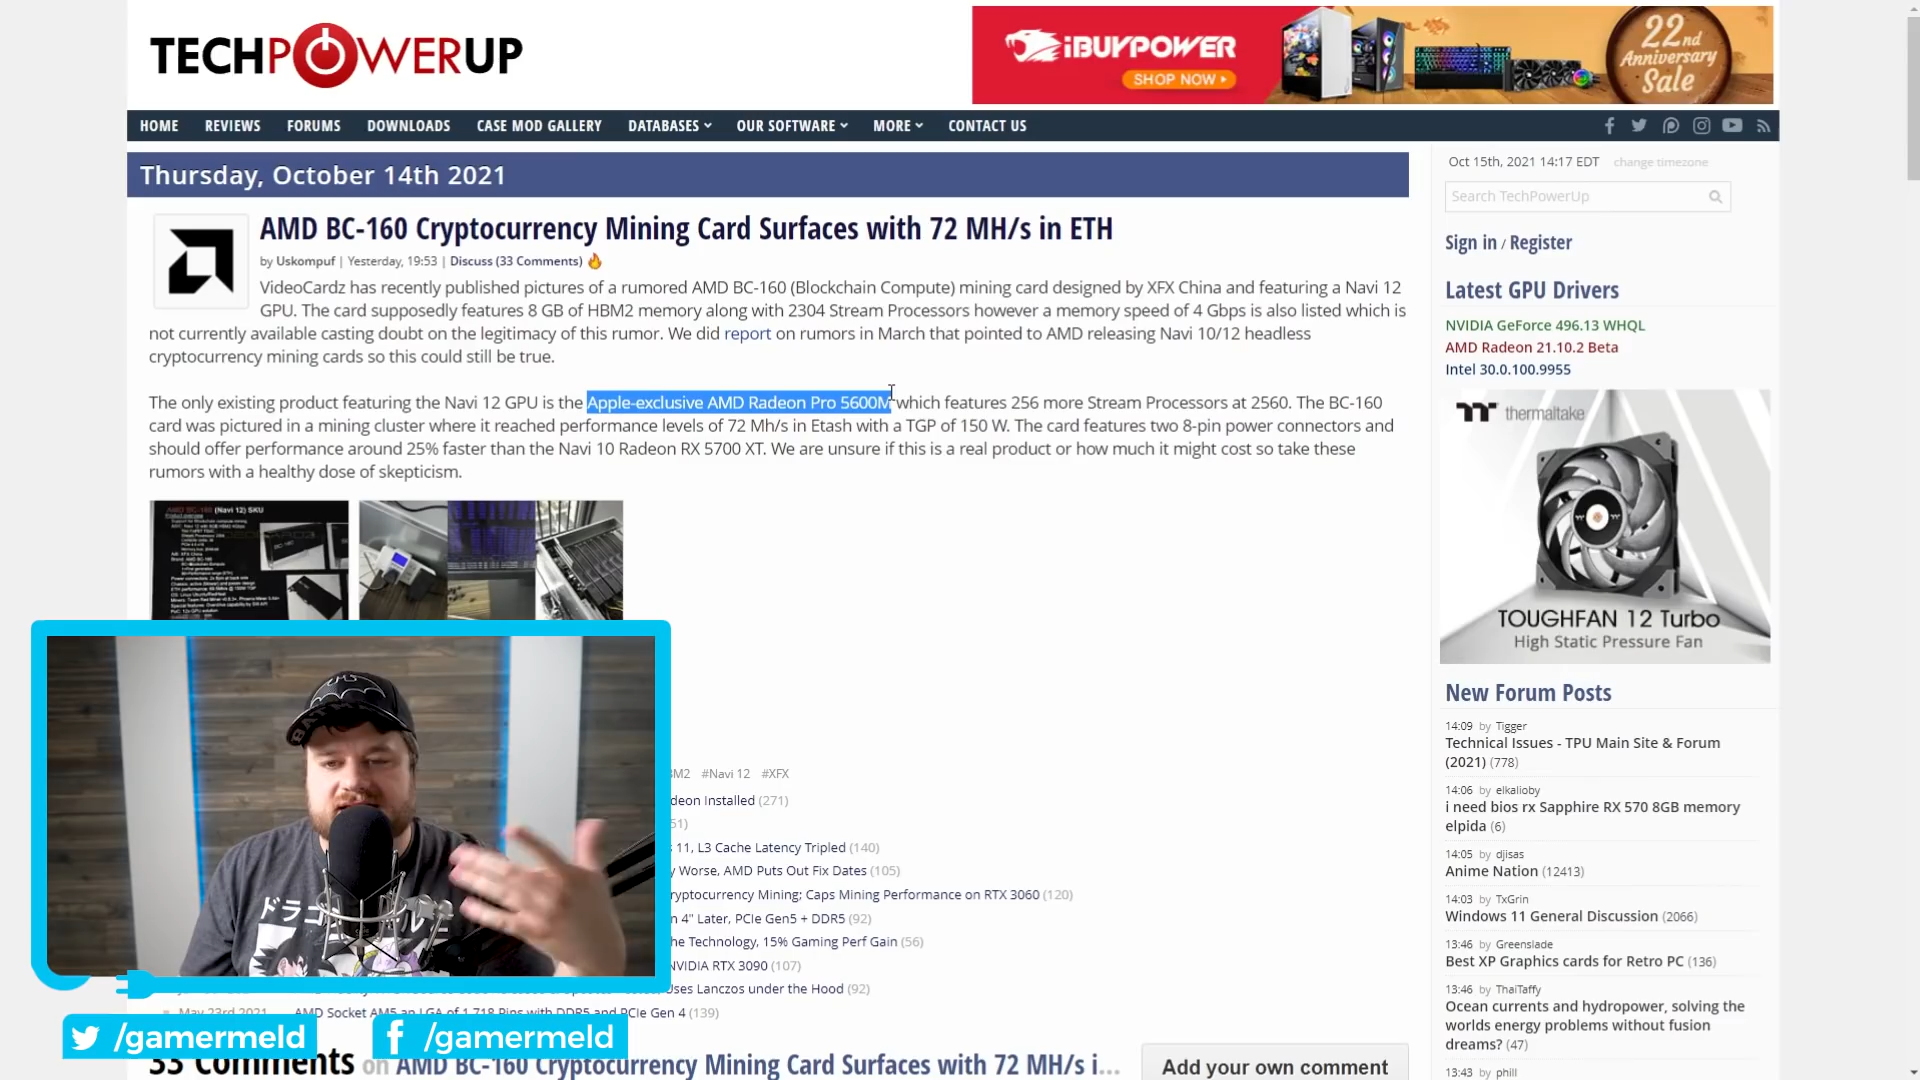 TECHPOWERUP
iBUYPOWER
SHOP NOW
22nd
Anniversary
Sale
HOME REVIEWS FORUMS DOWNLOADS CASE MOD GALLERY DATABASES OUR SOFTWARE MORE CONTACT US
Thursday, October 14th 2021
Oct 15th, 2021 14:17 EDT change timezone
Search TechPowerUp
AMD BC-160 Cryptocurrency Mining Card Surfaces with 72 MH/s in ETH
by Uskompuf | Yesterday, 19:53 | Discuss (33 Comments)
VideoCardz has recently published pictures of a rumored AMD BC-160 (Blockchain Compute) mining card designed by XFX China and featuring a Navi 12
GPU. The card supposedly features 8 GB of HBM2 memory along with 2304 Stream Processors however a memory speed of 4 Gbps is also listed which is
not currently available casting doubt on the legitimacy of this rumor. We did report on rumors in March that pointed to AMD releasing Navi 10/12 headless
cryptocurrency mining cards so this could still be true.
The only existing product featuring the Navi 12 GPU is the Apple-exclusive AMD Radeon Pro 5600M which features 256 more Stream Processors at 2560. The BC-160
card was pictured in a mining cluster where it reached performance levels of 72 Mh/s in Etash with a TGP of 150 W. The card features two 8-pin power connectors and
should offer performance around 25% faster than the Navi 10 Radeon RX 5700 XT. We are unsure if this is a real product or how much it might cost so take these
rumors with a healthy dose of skepticism.
AMD BC-160 (Navi 12) SKU
#Navi 12 #XFX
deon Installed (271)
51)
11, L3 Cache Latency Tripled (140)
y Worse, AMD Puts Out Fix Dates (105)
ryptocurrency Mining; Caps Mining Performance on RTX 3060 (120)
n 4" Later, PCIe Gen5 + DDR5 (92)
he Technology, 15% Gaming Perf Gain (56)
NVIDIA RTX 3090 (107)
Uses Lanczos under the Hood (92)
May 23rd 2021 AMD Socket AM5 an LGA of 1,718 Pins with DDR5 and PCIe Gen 4 (139)
/gamermeld
/gamermeld
33 Comments on AMD BC-160 Cryptocurrency Mining Card Surfaces with 72 MH/s i...
Add your own comment
Sign in / Register
Latest GPU Drivers
NVIDIA GeForce 496.13 WHQL
AMD Radeon 21.10.2 Beta
Intel 30.0.100.9955
thermaltake
TOUGHFAN 12 Turbo
High Static Pressure Fan
New Forum Posts
14:09 by Tigger
Technical Issues - TPU Main Site & Forum
(2021) (778)
14:06 by elkalioby
i need bios rx Sapphire RX 570 8GB memory
elpida (6)
14:05 by djisas
Anime Nation (12413)
14:03 by TxGrin
Windows 11 General Discussion (2066)
13:46 by Greenslade
Best XP Graphics cards for Retro PC (136)
13:46 by ThaiTaffy
Ocean currents and hydropower, solving the
worlds energy problems without fusion
dreams? (47)
13:43 by phill